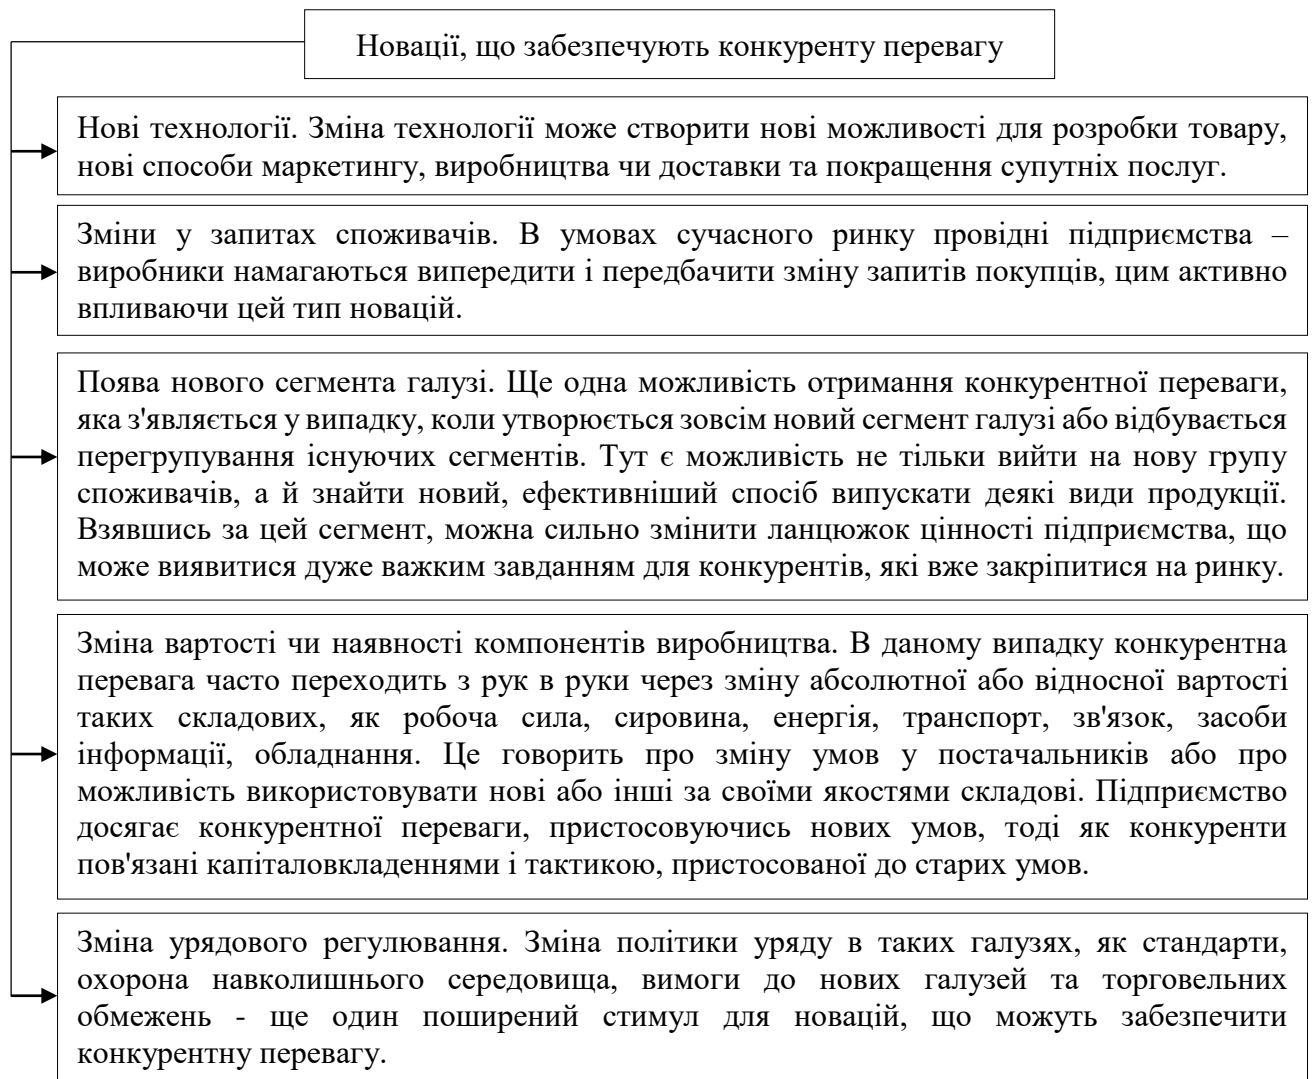 Новації, що забезпечують конкуренту перевагу
Нові технології. Зміна технології може створити нові можливості для розробки товару,
нові способи маркетингу, виробництва чи доставки та покращення супутніх послуг.
Зміни у запитах споживачів. В умовах сучасного ринку провідні підприємства –
виробники намагаються випередити і передбачити зміну запитів покупців, цим активно
впливаючи цей тип новацій.
Поява нового сегмента галузі. Ще одна можливість отримання конкурентної переваги,
яка з'являється у випадку, коли утворюється зовсім новий сегмент галузі або відбувається
перегрупування існуючих сегментів. Тут є можливість не тільки вийти на нову групу
споживачів, а й знайти новий, ефективніший спосіб випускати деякі види продукції.
Взявшись за цей сегмент, можна сильно змінити ланцюжок цінності підприємства, що
може виявитися дуже важким завданням для конкурентів, які вже закріпитися на ринку.
Зміна вартості чи наявності компонентів виробництва. В даному випадку конкурентна
перевага часто переходить з рук в руки через зміну абсолютної або відносної вартості
таких складових, як робоча сила, сировина, енергія, транспорт, зв'язок, засоби
інформації, обладнання. Це говорить про зміну умов у постачальників або про
можливість використовувати нові або інші за своїми якостями складові. Підприємство
досягає конкурентної переваги, пристосовуючись нових умов, тоді як конкуренти
пов'язані капіталовкладеннями і тактикою, пристосованої до старих умов.
Зміна урядового регулювання. Зміна політики уряду в таких галузях, як стандарти,
охорона навколишнього середовища, вимоги до нових галузей та торговельних
обмежень - ще один поширений стимул для новацій, що можуть забезпечити
конкурентну перевагу.